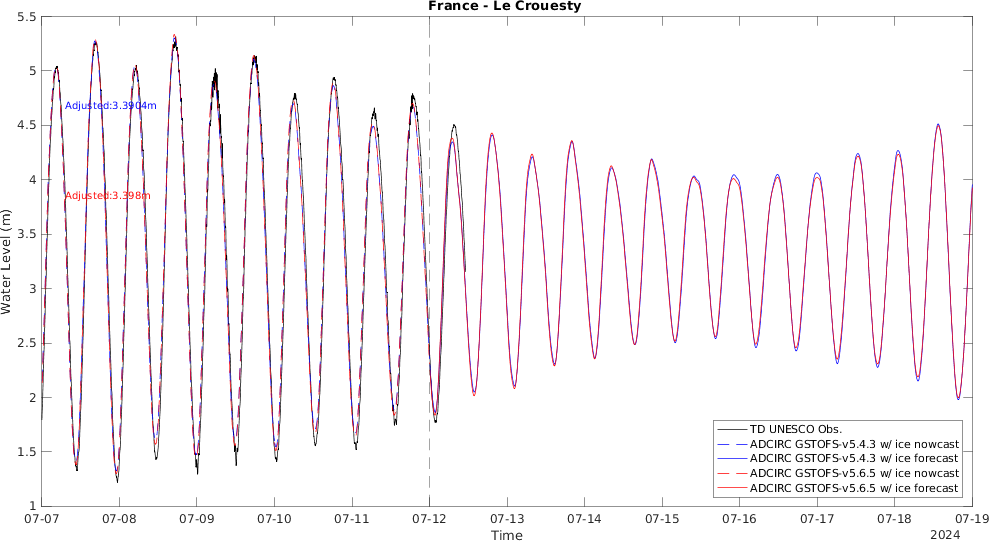 France - Le Crouesty
5.5
5
4.5
4
3.5
3
2.5
2
1.5
1
Water Level (m)
Adjusted:3.3904m
Adjusted:3.398m
TD UNESCO Obs.
ADCIRC GSTOFS-v5.4.3 w/ ice nowcast
ADCIRC GSTOFS-v5.4.3 w/ ice forecast
ADCIRC GSTOFS-v5.6.5 w/ ice nowcast
ADCIRC GSTOFS-v5.6.5 w/ ice forecast
07-07 07-08 07-09 07-10 07-11 07-12 07-13 07-14 07-15 07-16 07-17 07-18 07-19
Time
2024